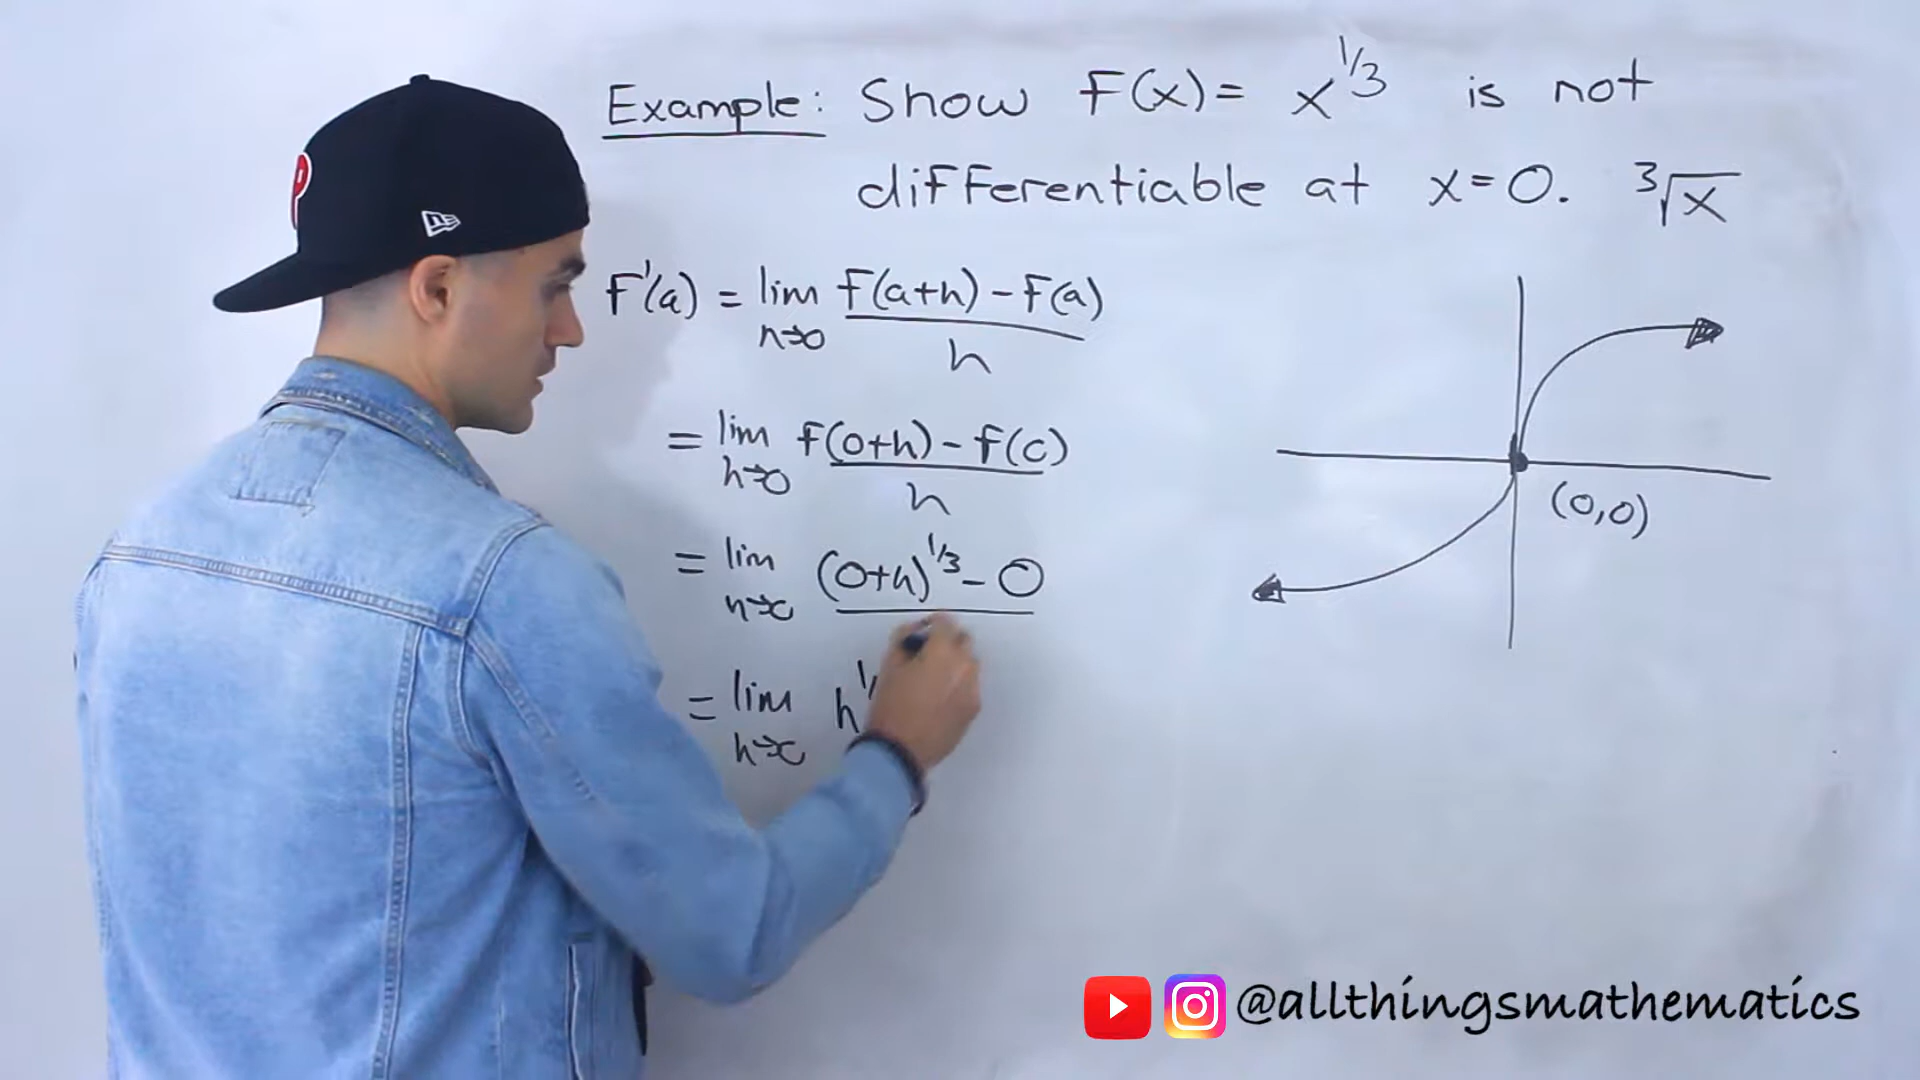 Example: Show F(x) = x^1/3 is not
differentiable at x=0. ³√x
F'(a) = lim F(a+h) - F(a)
h→0 h
= lim F(0+h) - F(0)
h→0 h
= lim (0+h)^1/3 - 0
h→0
= lim h
h→0
(0,0)
P
@allthingsmathematics